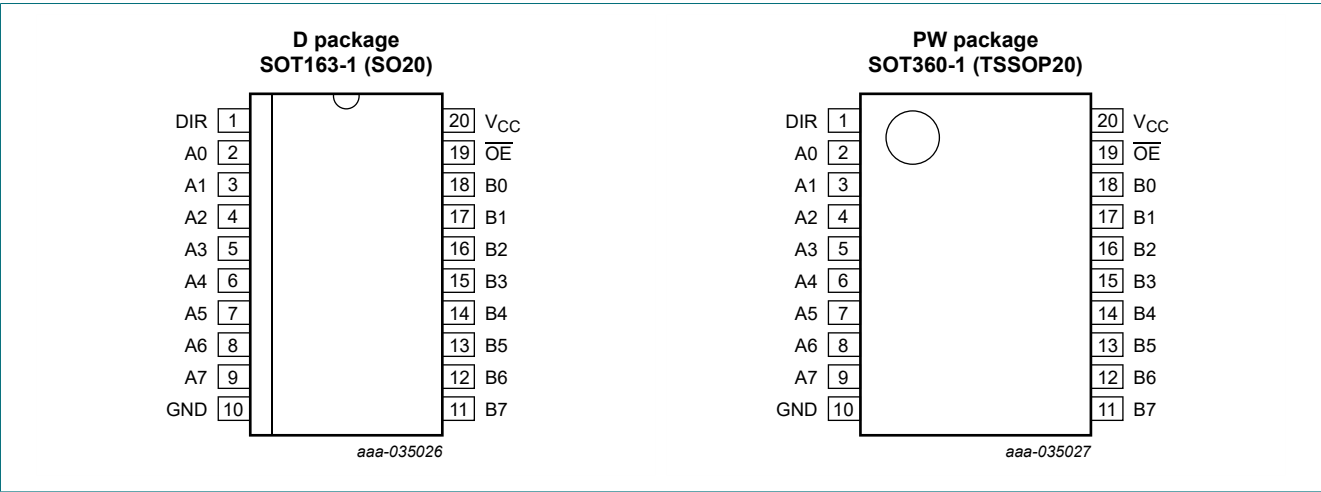 D package
SOT163-1 (SO20)
DIR 1 20 VCC
A0 2 19 O̅E̅
A1 3 18 B0
A2 4 17 B1
A3 5 16 B2
A4 6 15 B3
A5 7 14 B4
A6 8 13 B5
A7 9 12 B6
GND 10 11 B7
aaa-035026
PW package
SOT360-1 (TSSOP20)
DIR 1 20 VCC
A0 2 19 O̅E̅
A1 3 18 B0
A2 4 17 B1
A3 5 16 B2
A4 6 15 B3
A5 7 14 B4
A6 8 13 B5
A7 9 12 B6
GND 10 11 B7
aaa-035027